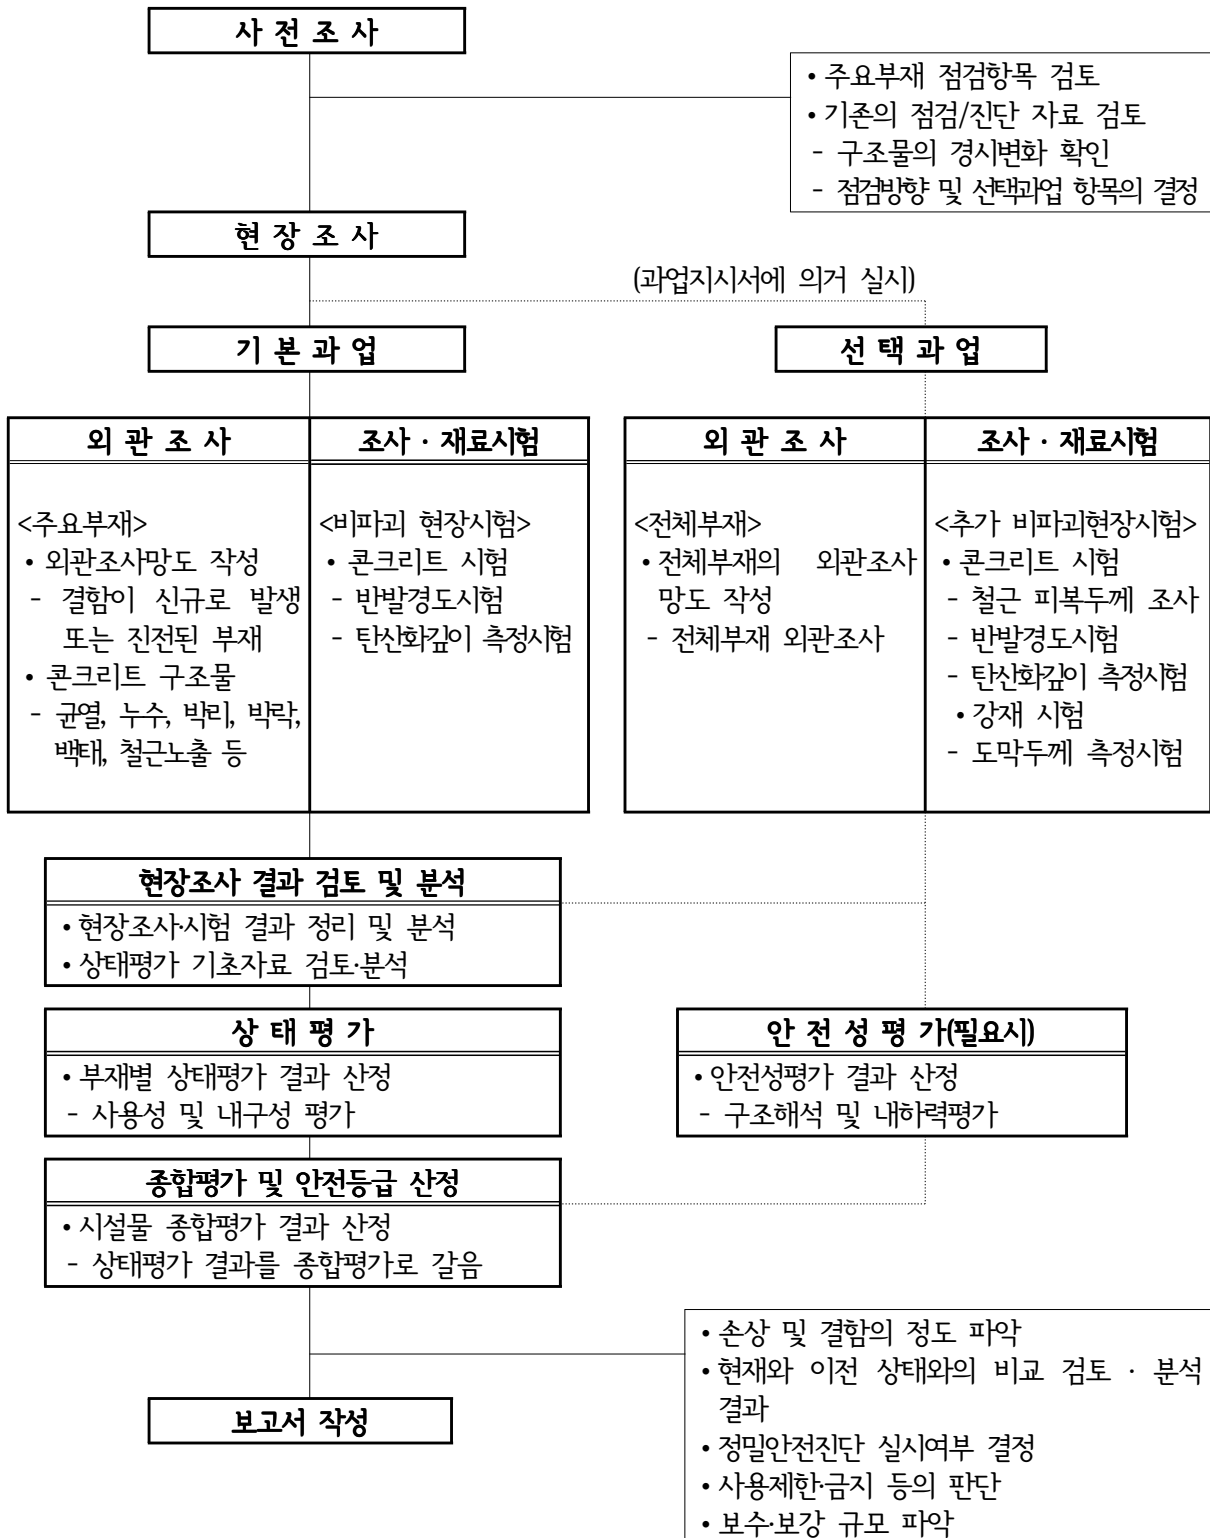 사 전 조 사
• 주요부재 점검항목 검토
• 기존의 점검/진단 자료 검토
- 구조물의 경시변화 확인
- 점검방향 및 선택과업 항목의 결정
현 장 조 사
(과업지시서에 의거 실시)
기 본 과 업
선 택 과 업
외 관 조 사
조사 · 재료시험
<주요부재>
• 외관조사망도 작성
- 결함이 신규로 발생
또는 진전된 부재
• 콘크리트 구조물
- 균열, 누수, 박리, 박락,
백태, 철근노출 등
<비파괴 현장시험>
• 콘크리트 시험
- 반발경도시험
- 탄산화깊이 측정시험
외 관 조 사
조사 · 재료시험
<전체부재>
• 전체부재의 외관조사
망도 작성
- 전체부재 외관조사
<추가 비파괴현장시험>
• 콘크리트 시험
- 철근 피복두께 조사
- 반발경도시험
- 탄산화깊이 측정시험
• 강재 시험
- 도막두께 측정시험
현장조사 결과 검토 및 분석
• 현장조사·시험 결과 정리 및 분석
• 상태평가 기초자료 검토·분석
상 태 평 가
• 부재별 상태평가 결과 산정
- 사용성 및 내구성 평가
안 전 성 평 가(필요시)
• 안전성평가 결과 산정
- 구조해석 및 내하력평가
종합평가 및 안전등급 산정
• 시설물 종합평가 결과 산정
- 상태평가 결과를 종합평가로 갈음
• 손상 및 결함의 정도 파악
• 현재와 이전 상태와의 비교 검토 · 분석
결과
• 정밀안전진단 실시여부 결정
• 사용제한·금지 등의 판단
• 보수·보강 규모 파악
보고서 작성